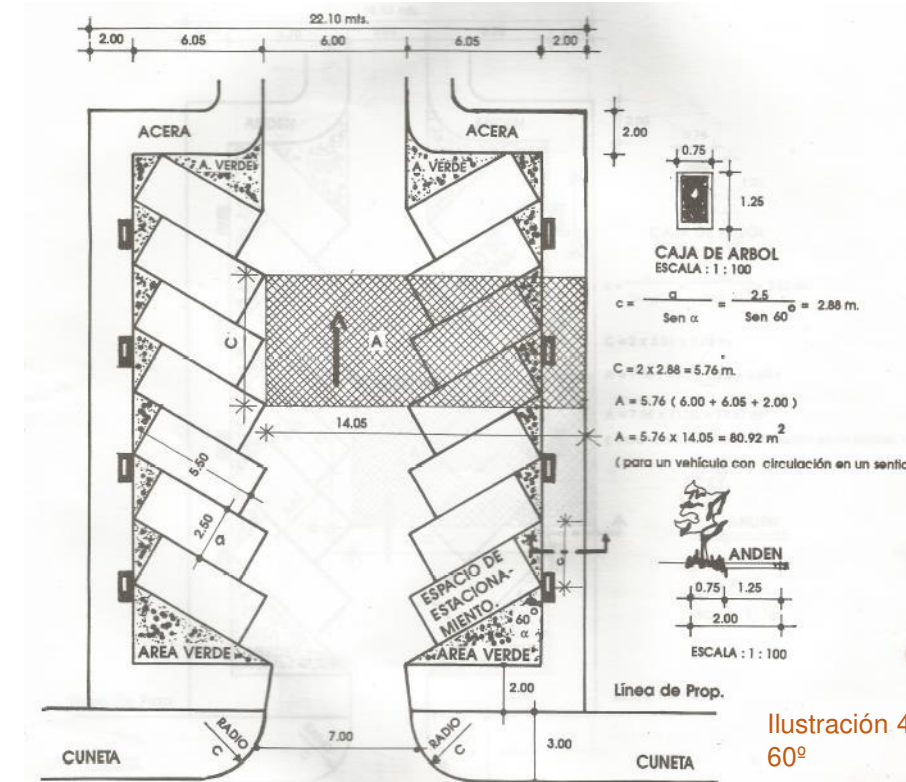 22.10 mts.
2.00 6.05 6.00 6.05 2.00
ACERA
ACERA
2.00
A. VERDE
A. VERDE
0.75
1.25
CAJA DE ARBOL
ESCALA : 1 : 100
c = a / Sen α = 2.5 / Sen 60° = 2.88 m.
C
A
C = 2 x 2.88 = 5.76 m.
A = 5.76 ( 6.00 + 6.05 + 2.00 )
14.05
A = 5.76 x 14.05 = 80.92 m²
( para un vehículo con circulación en un sentid
5.50
2.50
a
ANDEN
c
ESPACIO DE
ESTACIONA-
MIENTO.
60°
α
0.75 1.25
2.00
ESCALA : 1 : 100
AREA VERDE
AREA VERDE
2.00
Línea de Prop.
RADIO
C
7.00
RADIO
C
3.00
CUNETA
CUNETA
Ilustración 4
60º